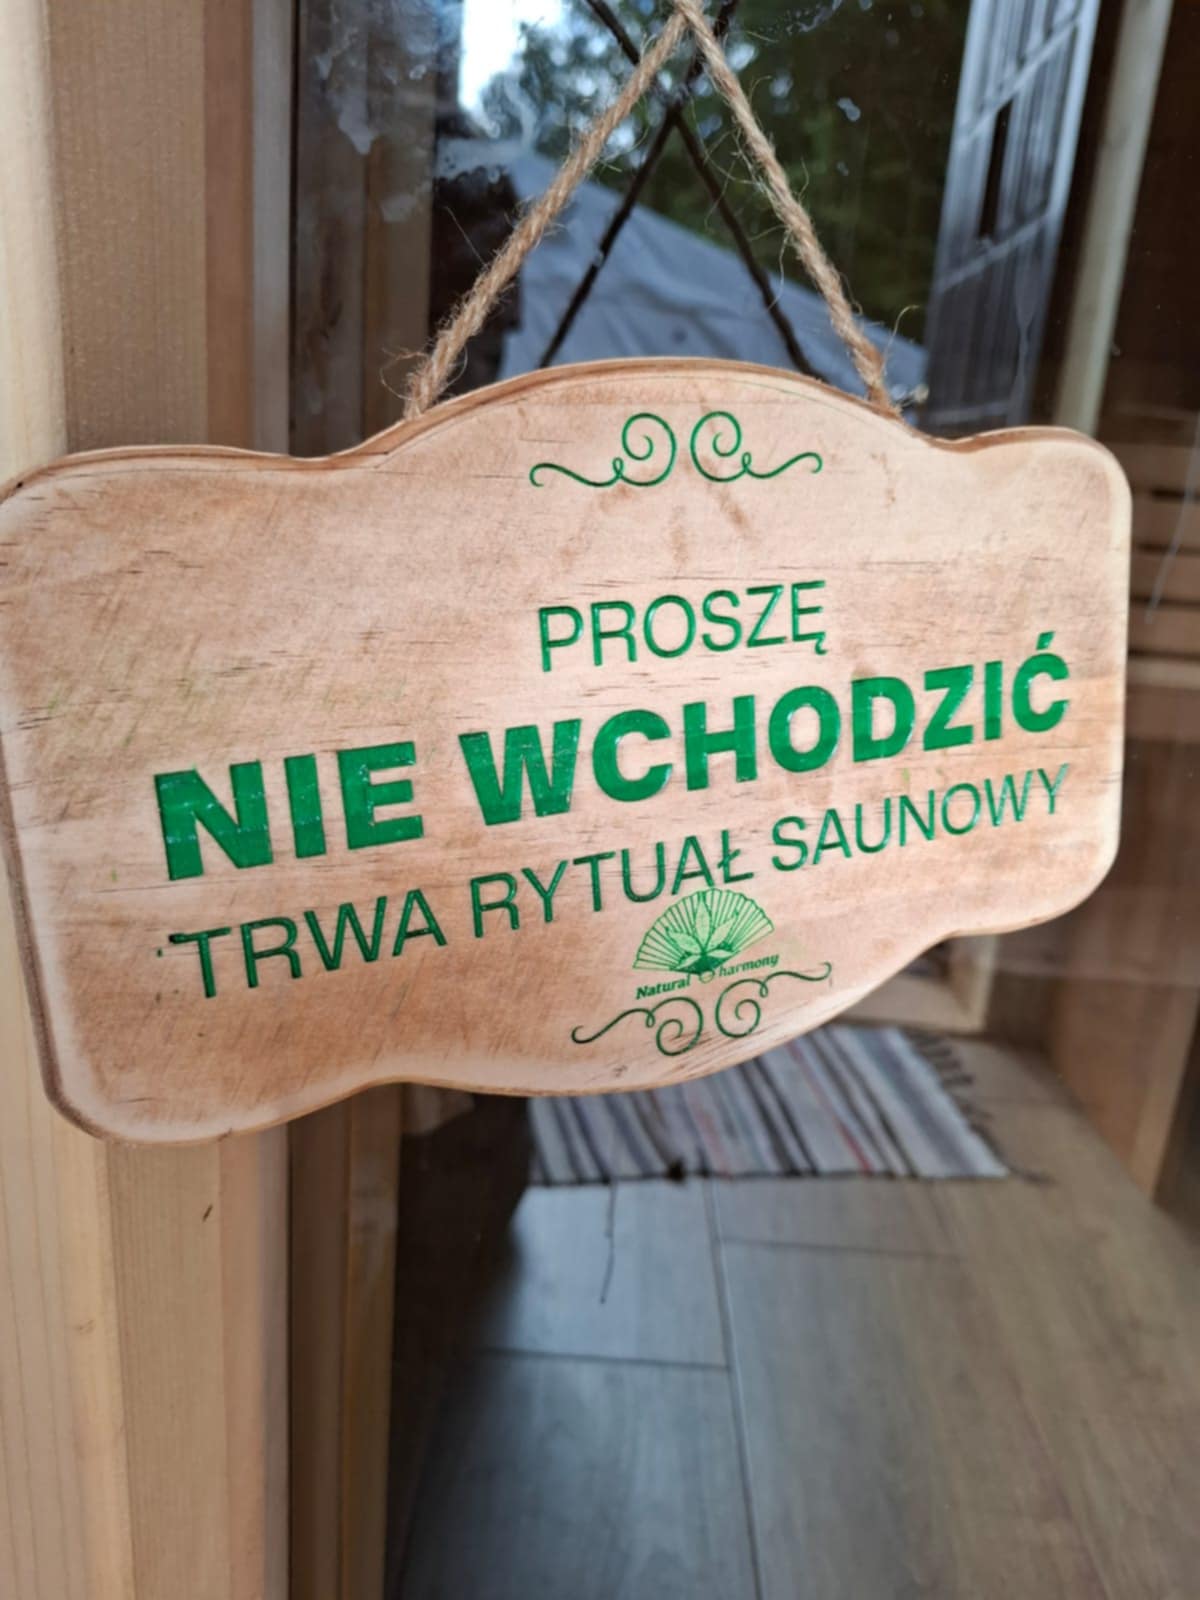 PROSZĘ
NIE WCHODZIĆ
TRWA RYTUAŁ SAUNOWY
Natural harmony